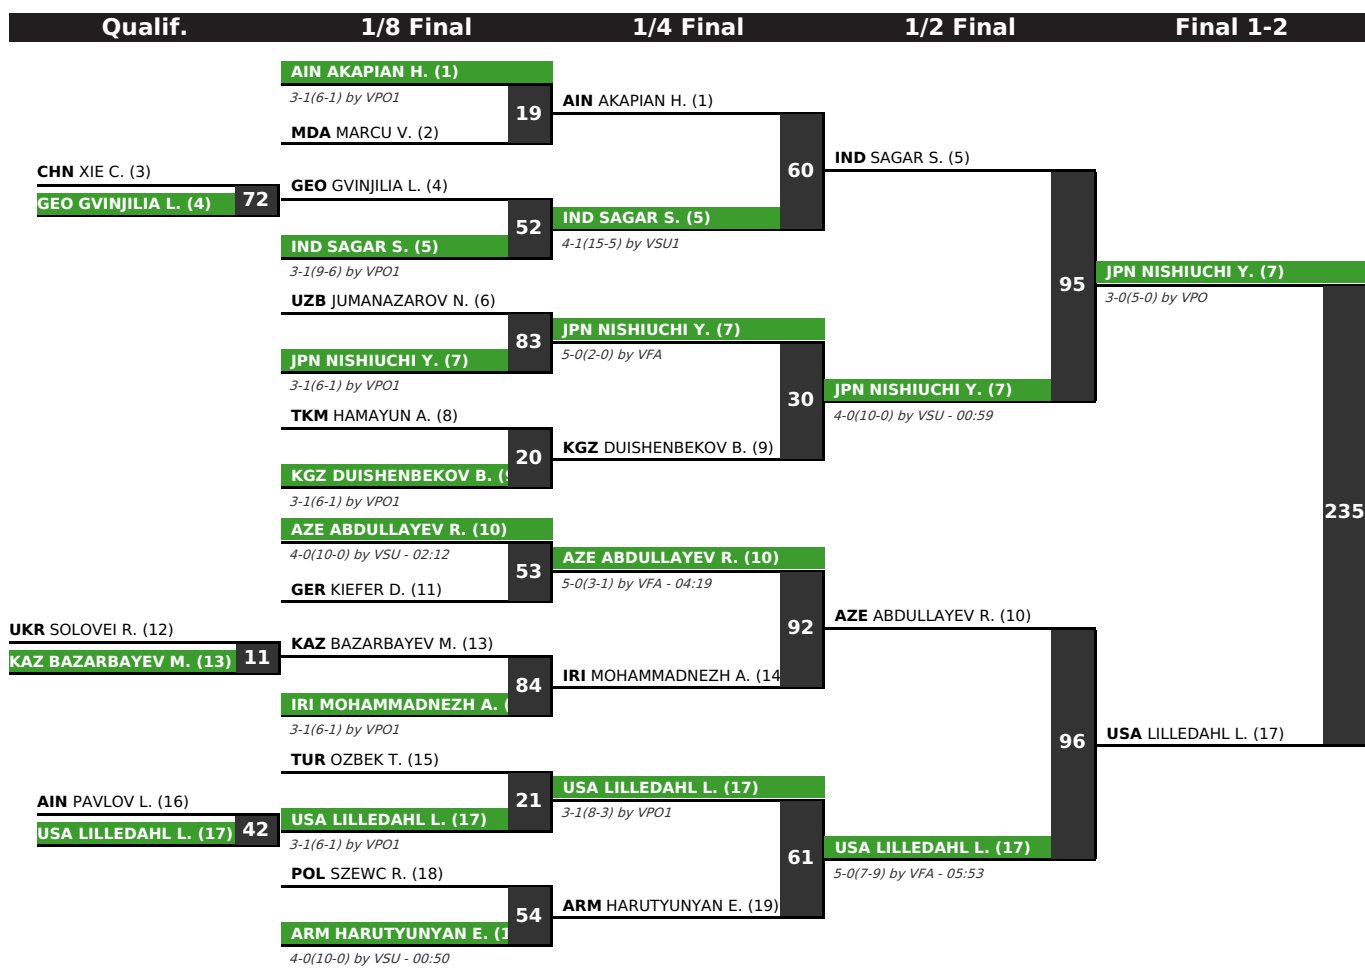 Qualif.
1/8 Final
1/4 Final
1/2 Final
Final 1-2
CHN XIE C. (3)
GEO GVINJILIA L. (4)
72
UKR SOLOVEI R. (12)
KAZ BAZARBAYEV M. (13)
11
AIN PAVLOV L. (16)
USA LILLEDAHL L. (17)
42
AIN AKAPIAN H. (1)
3-1(6-1) by VPO1
19
MDA MARCU V. (2)
GEO GVINJILIA L. (4)
52
IND SAGAR S. (5)
3-1(9-6) by VPO1
UZB JUMANAZAROV N. (6)
83
JPN NISHIUCHI Y. (7)
3-1(6-1) by VPO1
TKM HAMAYUN A. (8)
20
KGZ DUISHENBEKOV B. (9
3-1(6-1) by VPO1
AZE ABDULLAYEV R. (10)
4-0(10-0) by VSU - 02:12
53
GER KIEFER D. (11)
KAZ BAZARBAYEV M. (13)
84
IRI MOHAMMADNEZH A. (
3-1(6-1) by VPO1
TUR OZBEK T. (15)
21
USA LILLEDAHL L. (17)
3-1(6-1) by VPO1
POL SZEWC R. (18)
54
ARM HARUTYUNYAN E. (1
4-0(10-0) by VSU - 00:50
AIN AKAPIAN H. (1)
60
IND SAGAR S. (5)
4-1(15-5) by VSU1
JPN NISHIUCHI Y. (7)
5-0(2-0) by VFA
30
KGZ DUISHENBEKOV B. (9)
AZE ABDULLAYEV R. (10)
5-0(3-1) by VFA - 04:19
92
IRI MOHAMMADNEZH A. (14
USA LILLEDAHL L. (17)
3-1(8-3) by VPO1
61
ARM HARUTYUNYAN E. (19)
IND SAGAR S. (5)
95
JPN NISHIUCHI Y. (7)
4-0(10-0) by VSU - 00:59
AZE ABDULLAYEV R. (10)
96
USA LILLEDAHL L. (17)
5-0(7-9) by VFA - 05:53
JPN NISHIUCHI Y. (7)
3-0(5-0) by VPO
235
USA LILLEDAHL L. (17)